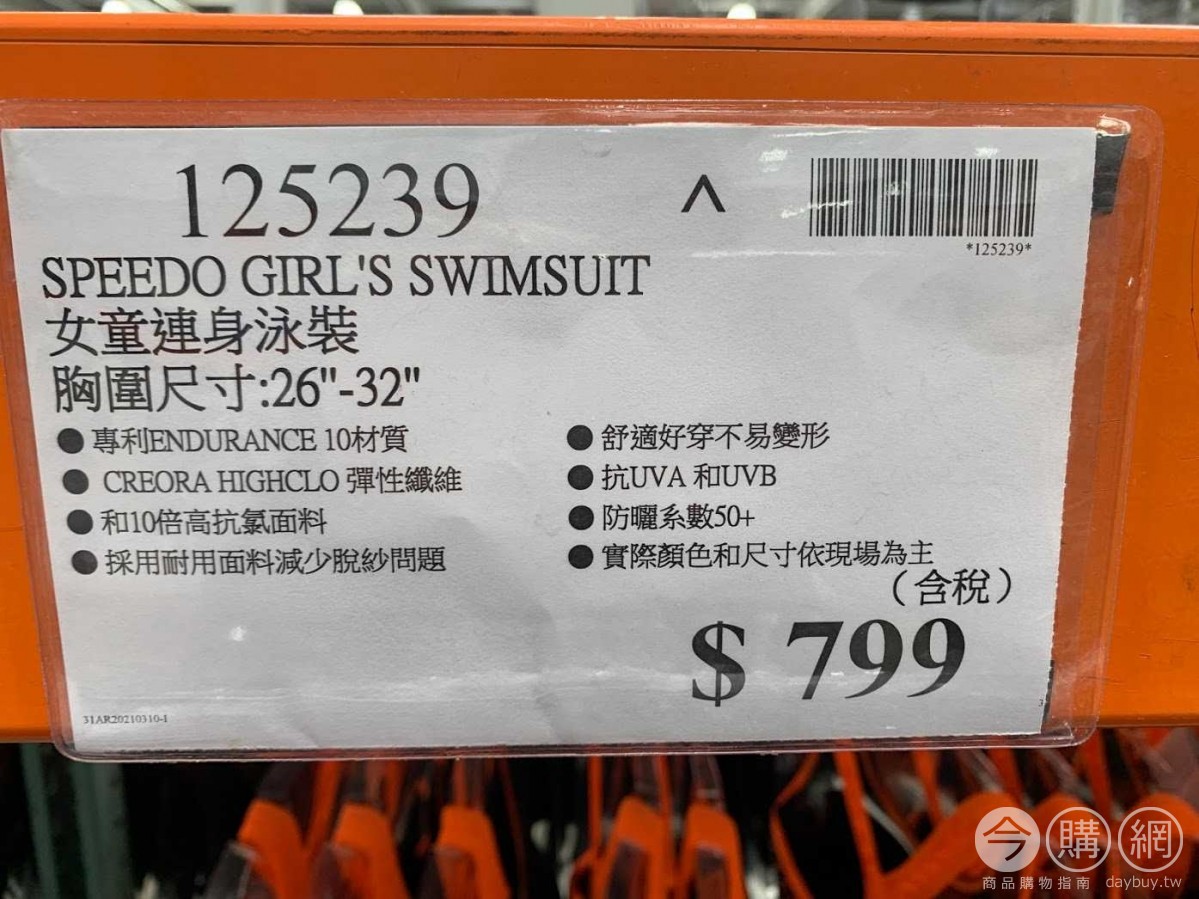 125239
^
*125239*
SPEEDO GIRL'S SWIMSUIT
女童連身泳裝
胸圍尺寸:26"-32"
● 專利ENDURANCE 10材質
● CREORA HIGHCLO 彈性纖維
● 和10倍高抗氯面料
● 採用耐用面料減少脫紗問題
● 舒適好穿不易變形
● 抗UVA 和UVB
● 防曬系數50+
● 實際顏色和尺寸依現場為主
（含稅）
$ 799
31AR20210310-1
3
今購網
商品購物指南 daybuy.tw